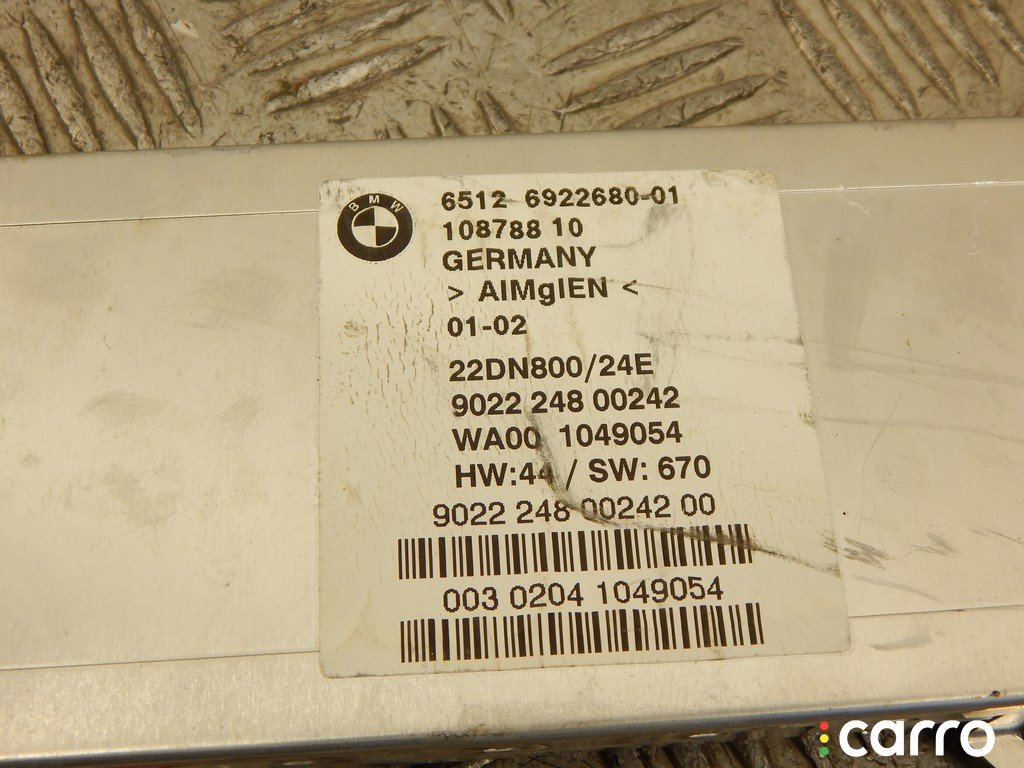 BMW
6512 6922680-01
108788 10
GERMANY
> AlMgIEN <
01-02
22DN800/24E
9022 248 00242
WA00 1049054
HW:44 / SW: 670
9022 248 00242 00
003 0204 1049054
carro